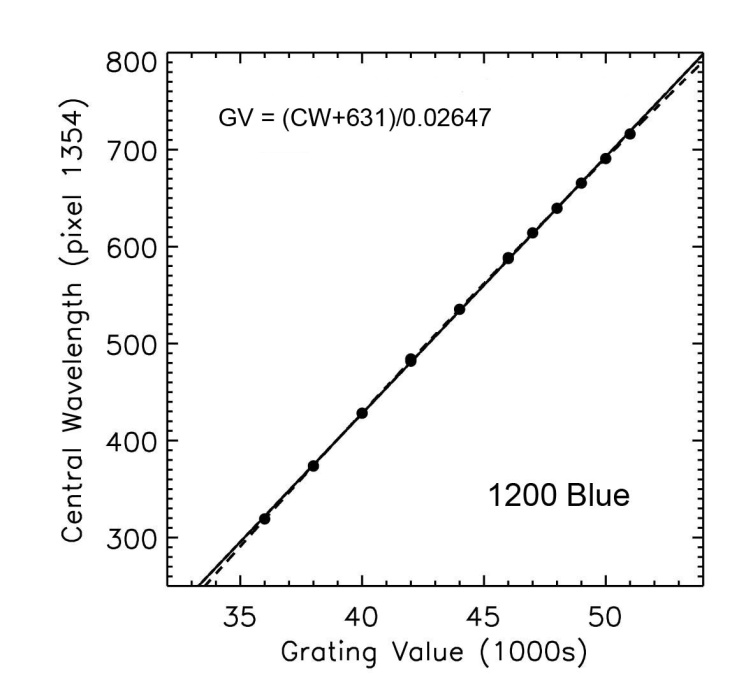 800
GV = (CW+631)/0.02647
700
600
500
400
300
Central Wavelength (pixel 1354)
1200 Blue
35 40 45 50
Grating Value (1000s)